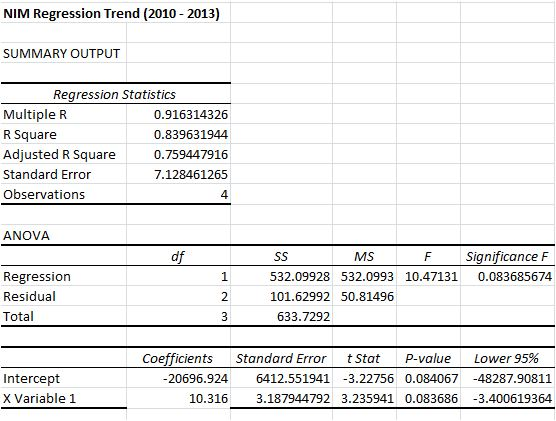 NIM Regression Trend (2010 - 2013)
SUMMARY OUTPUT
Regression Statistics
Multiple R 0.916314326
R Square 0.839631944
Adjusted R Square 0.759447916
Standard Error 7.128461265
Observations 4
ANOVA
df SS MS F Significance F
Regression 1 532.09928 532.0993 10.47131 0.083685674
Residual 2 101.62992 50.81496
Total 3 633.7292
Coefficients Standard Error t Stat P-value Lower 95%
Intercept -20696.924 6412.551941 -3.22756 0.084067 -48287.90811
X Variable 1 10.316 3.187944792 3.235941 0.083686 -3.400619364